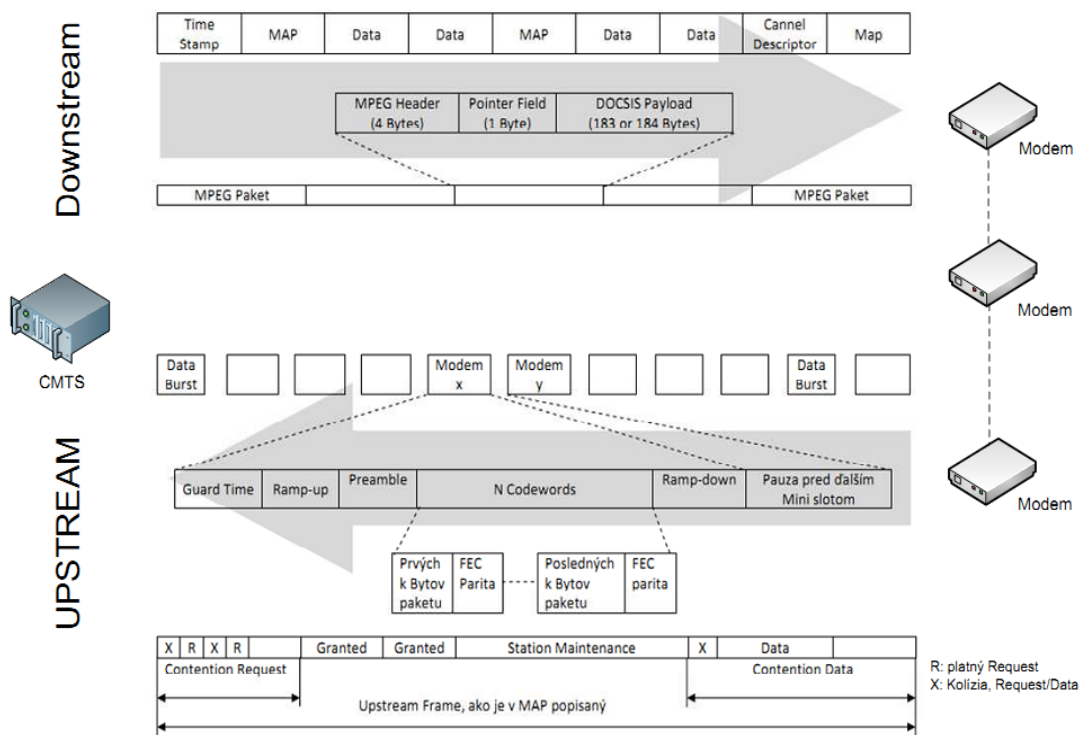 Downstream
Time
Stamp
MAP
Data
Data
MAP
Data
Data
Cannel
Descriptor
Map
MPEG Header
(4 Bytes)
Pointer Field
(1 Byte)
DOCSIS Payload
(183 or 184 Bytes)
MPEG Paket
MPEG Paket
Modem
Modem
Modem
CMTS
UPSTREAM
Data
Burst
Modem
x
Modem
y
Data
Burst
Guard Time
Ramp-up
Preamble
N Codewords
Ramp-down
Pauza pred ďalším
Mini slotom
Prvých
k Bytov
paketu
FEC
Parita
Posledných
k Bytov
paketu
FEC
parita
X R X R
Granted
Granted
Station Maintenance
X
Data
Contention Request
Contention Data
Upstream Frame, ako je v MAP popisaný
R: platný Request
X: Kolízia, Request/Data